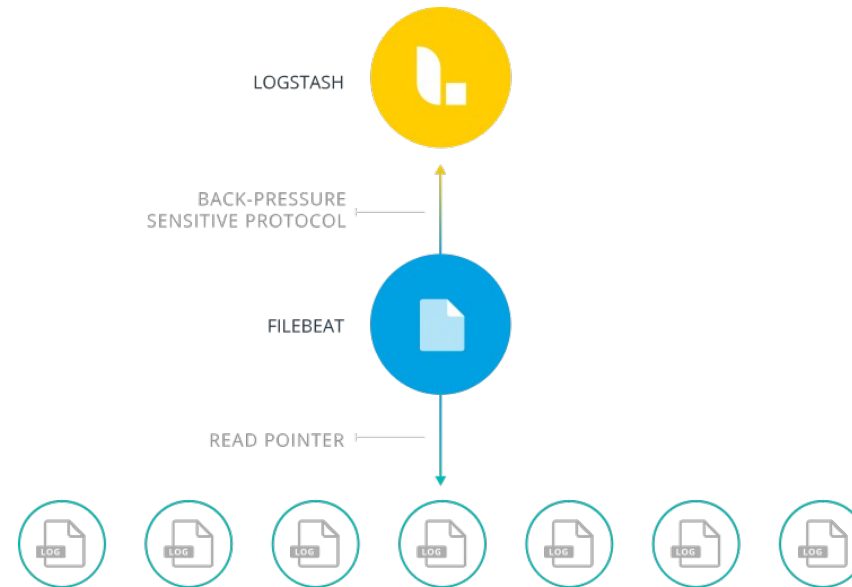 LOGSTASH
BACK-PRESSURE
SENSITIVE PROTOCOL
FILEBEAT
READ POINTER
LOG
LOG
LOG
LOG
LOG
LOG
LOG